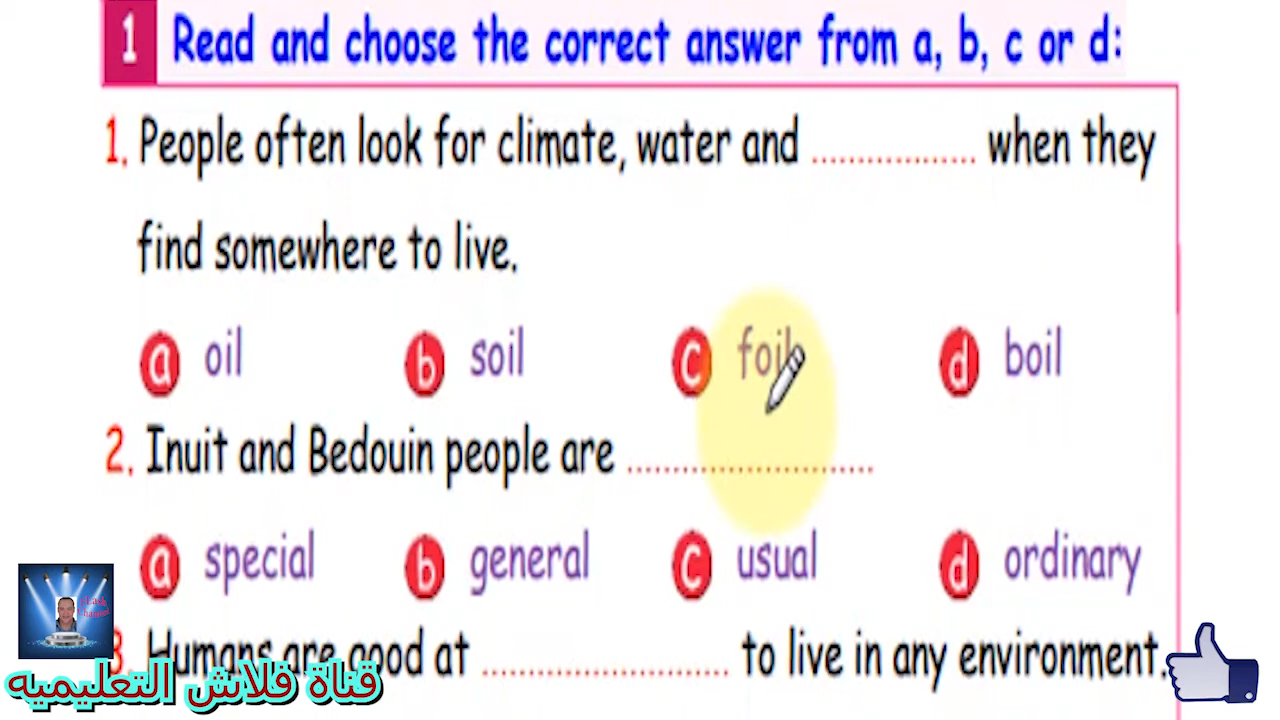 1 Read and choose the correct answer from a, b, c or d:
1. People often look for climate, water and .................. when they
find somewhere to live.
a oil b soil c foil d boil
2. Inuit and Bedouin people are ...........................
a special b general c usual d ordinary
3. Humans are good at ........................... to live in any environment.
قناة فلاش التعليميه